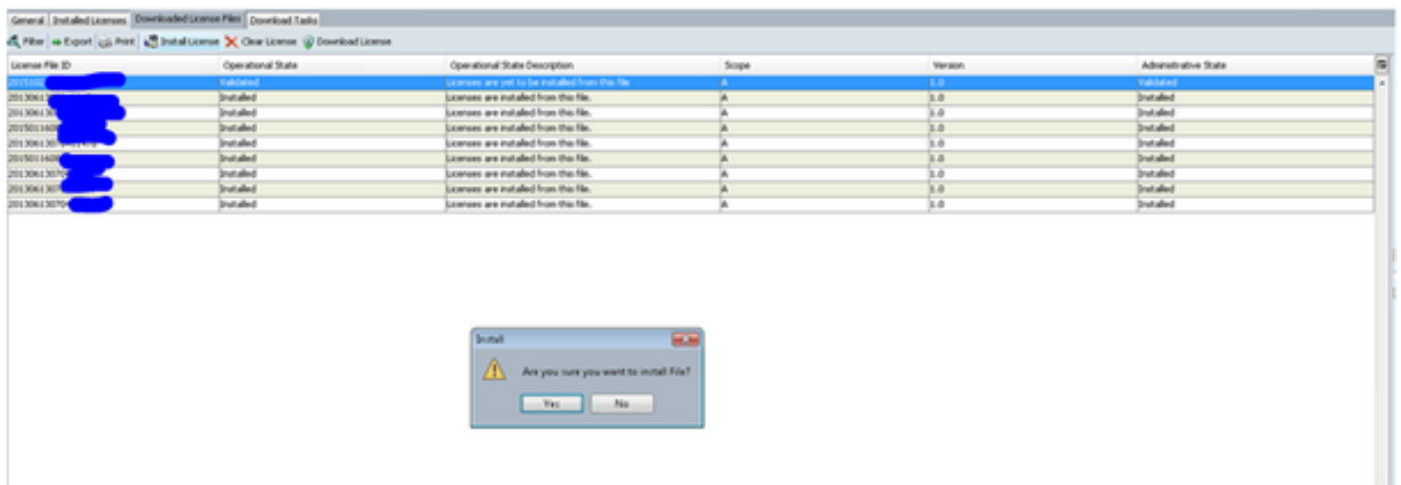 General Installed Licenses Downloaded License Files Download Tasks
Filter Export Print Install License Clear License Download License
License File ID Operational State Operational State Description Scope Version Administrative State
Validated Licenses are yet to be installed from this file A 1.0 Validated
Installed Licenses are installed from this file. A 1.0 Installed
Installed Licenses are installed from this file. A 1.0 Installed
Installed Licenses are installed from this file. A 1.0 Installed
Installed Licenses are installed from this file. A 1.0 Installed
Installed Licenses are installed from this file. A 1.0 Installed
Installed Licenses are installed from this file. A 1.0 Installed
Installed Licenses are installed from this file. A 1.0 Installed
Installed Licenses are installed from this file. A 1.0 Installed
Install
Are you sure you want to install File?
Yes No